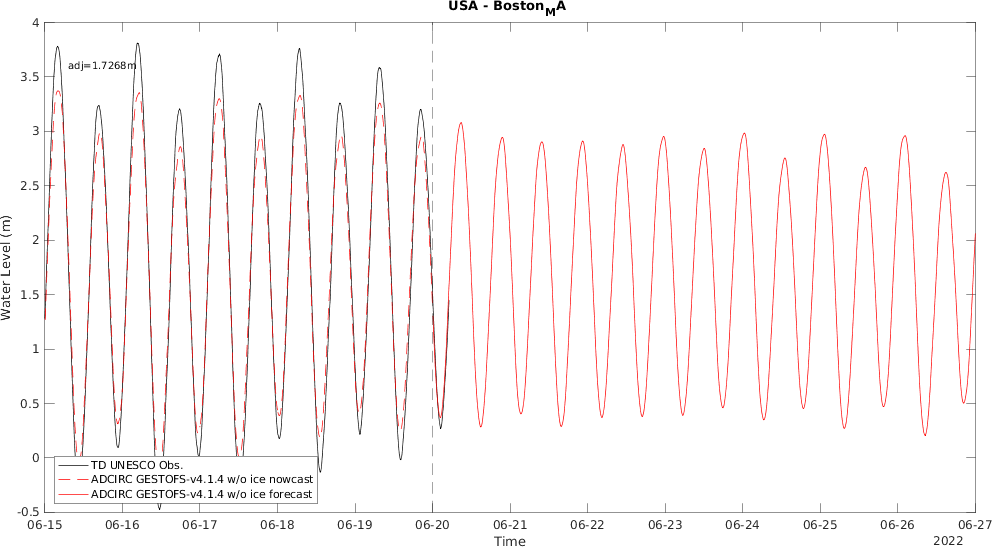 USA - Boston_MA
4
3.5
3
2.5
2
1.5
1
0.5
0
-0.5
Water Level (m)
adj=1.7268m
TD UNESCO Obs.
ADCIRC GESTOFS-v4.1.4 w/o ice nowcast
ADCIRC GESTOFS-v4.1.4 w/o ice forecast
06-15 06-16 06-17 06-18 06-19 06-20 06-21 06-22 06-23 06-24 06-25 06-26 06-27
Time
2022